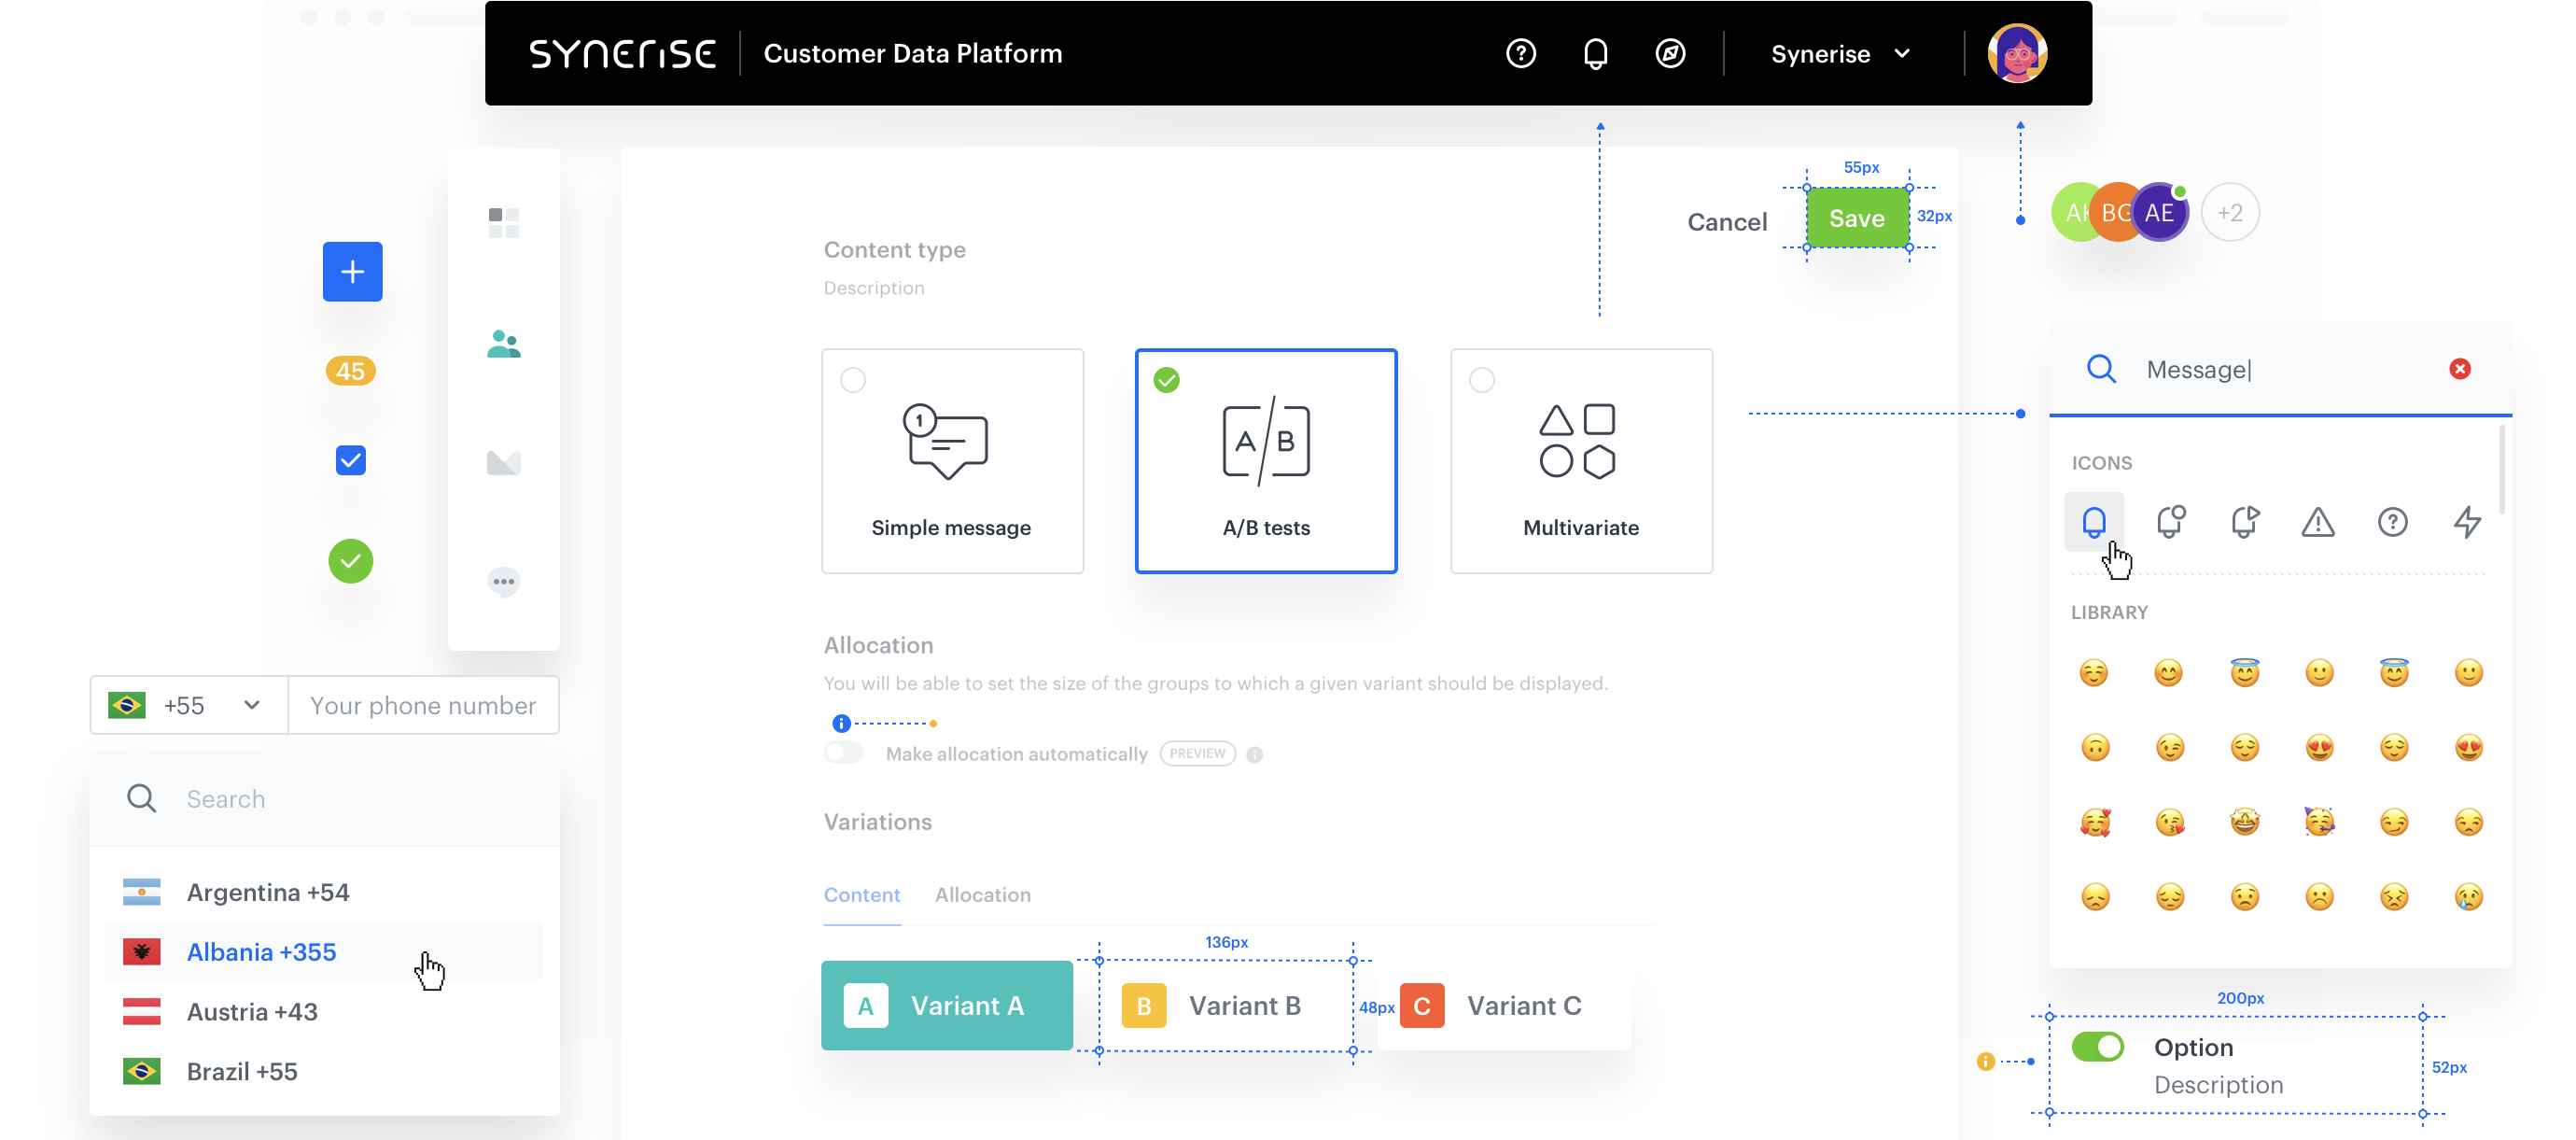 SYNERISE
Customer Data Platform
Synerise
55px
Cancel
Save
32px
AK
BG
AE
+2
Content type
Description
45
1
Simple message
A/B
A/B tests
Multivariate
Message
ICONS
LIBRARY
Allocation
You will be able to set the size of the groups to which a given variant should be displayed.
Make allocation automatically
PREVIEW
+55
Your phone number
Search
Argentina +54
Albania +355
Austria +43
Brazil +55
Variations
Content
Allocation
136px
A
Variant A
B
Variant B
48px
C
Variant C
200px
Option
Description
52px